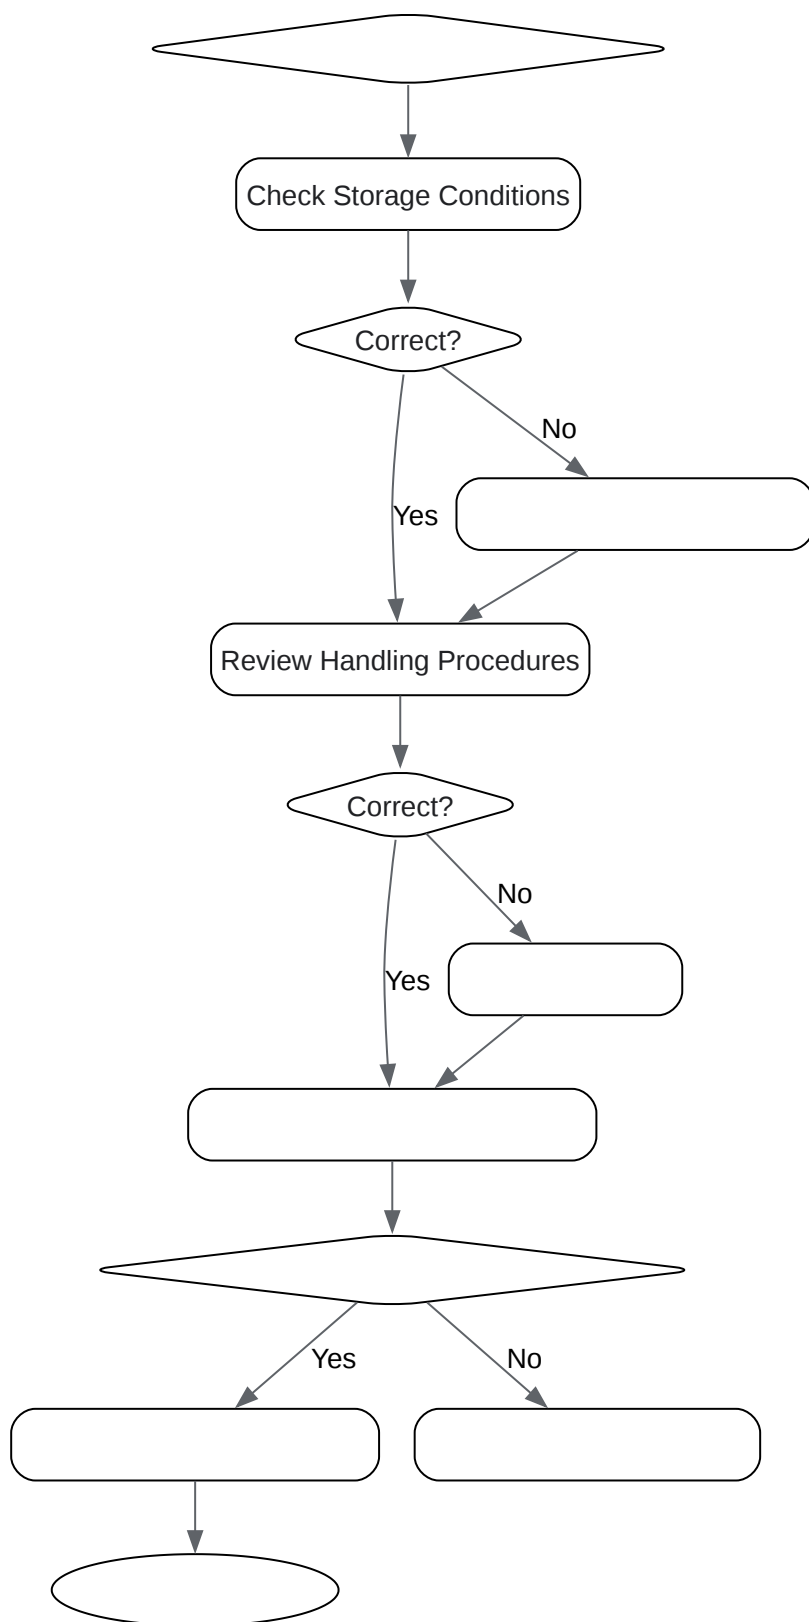 Check Storage Conditions
Correct?
No
Yes
Review Handling Procedures
Correct?
No
Yes
Yes
No